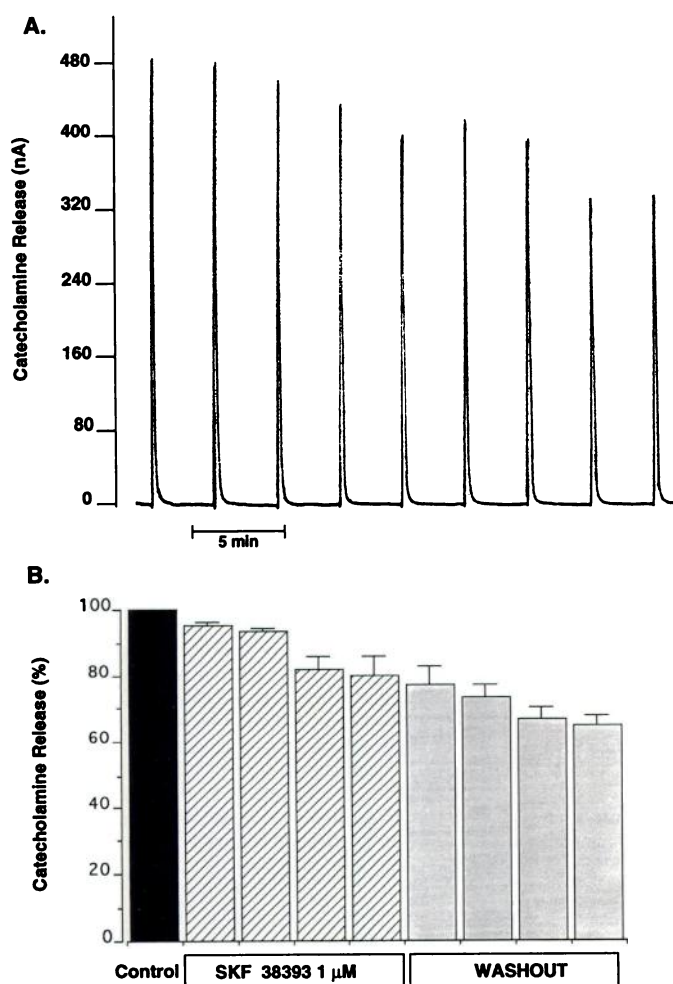 A.
Catecholamine Release (nA)
480
400
320
240
160
80
0
5 min
B.
Catecholamine Release (%)
100
80
60
40
20
0
Control
SKF 38393 1 μM
WASHOUT